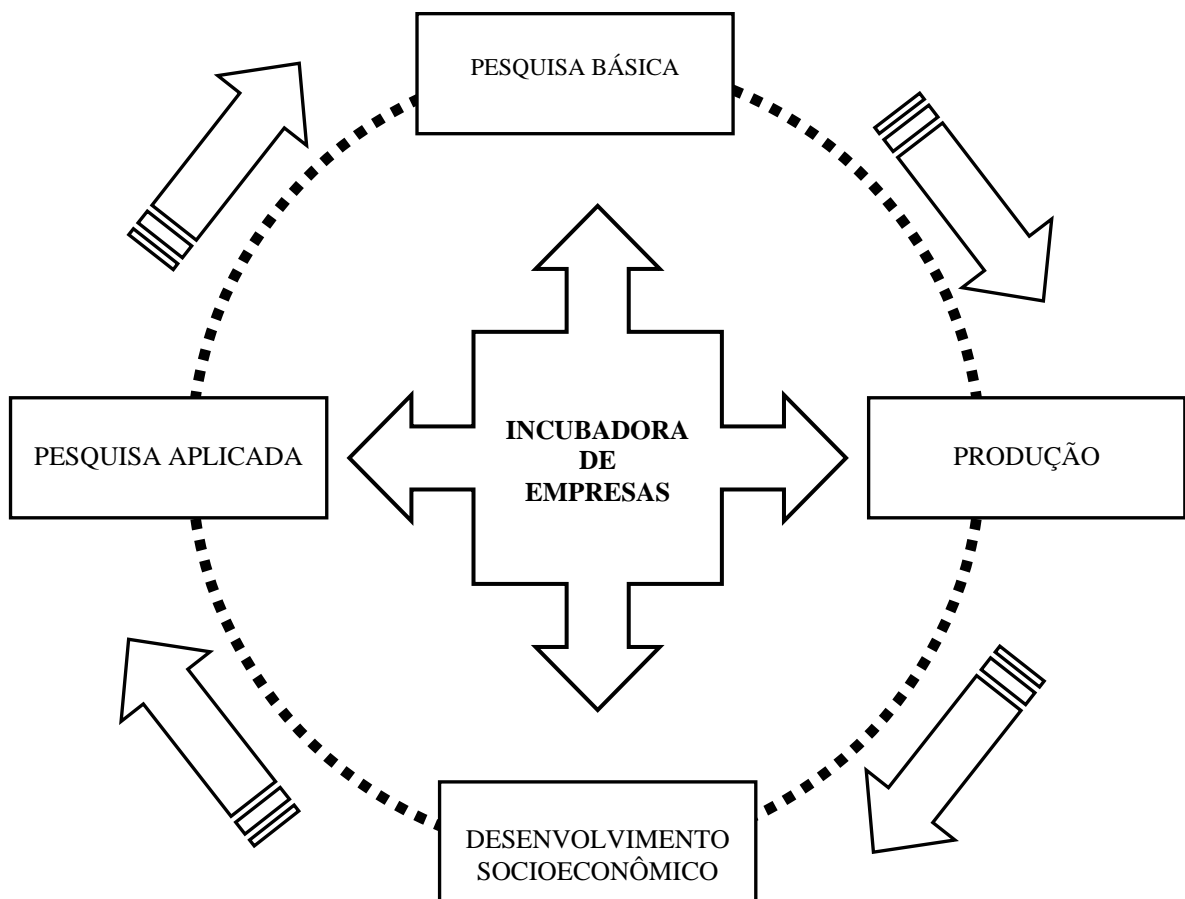 PESQUISA BÁSICA
PESQUISA APLICADA
INCUBADORA
DE
EMPRESAS
PRODUÇÃO
DESENVOLVIMENTO
SOCIOECONÔMICO